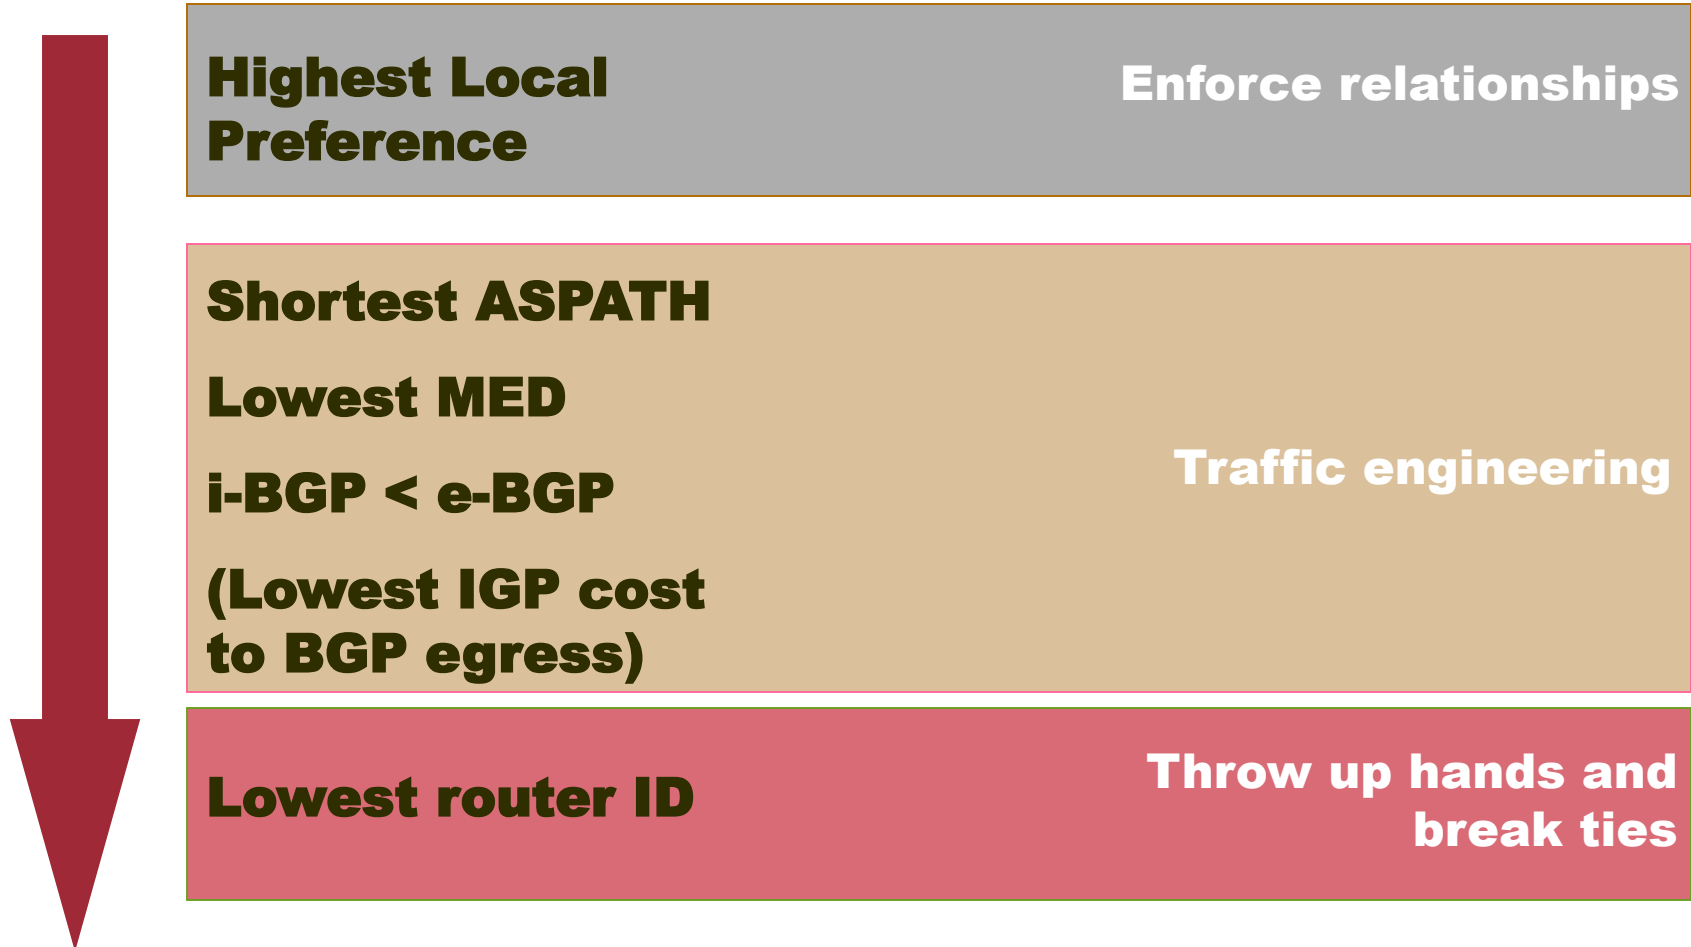 Highest Local
Preference
Enforce relationships
Shortest ASPATH
Lowest MED
i-BGP < e-BGP
(Lowest IGP cost
to BGP egress)
Traffic engineering
Lowest router ID
Throw up hands and
break ties